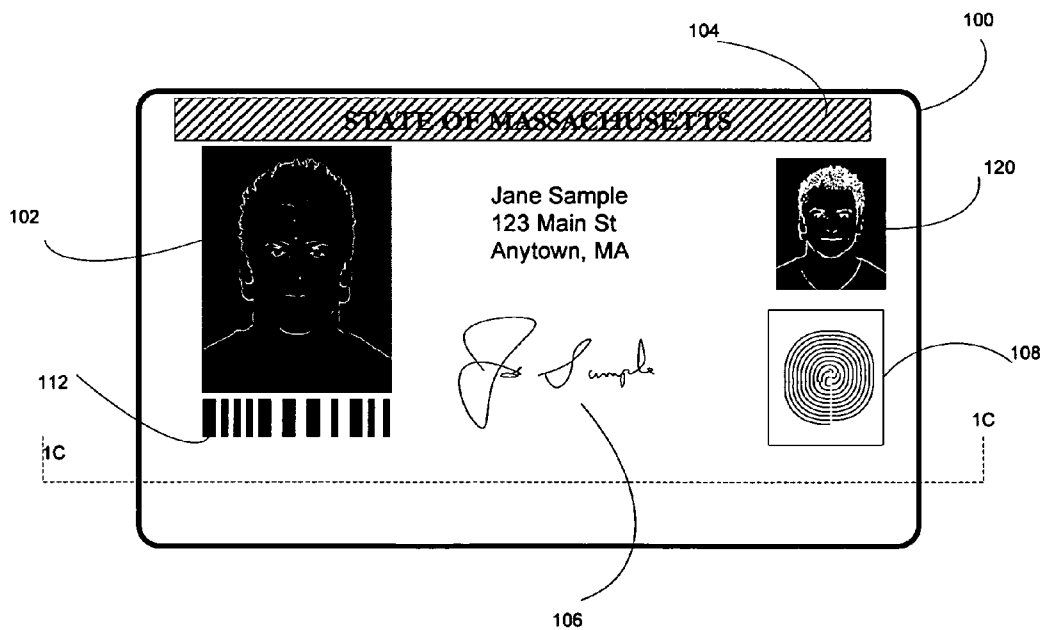 100
104
STATE OF MASSACHUSETTS
120
102
Jane Sample
123 Main St
Anytown, MA
108
112
Sample
1C
1C
106